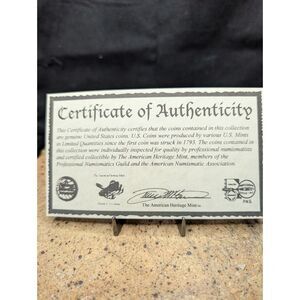 Certificate of Authenticity
This Certificate of Authenticity certifies that the coins contained in this collection
are genuine United States coins. U.S. Coins were produced by various U.S. Mints
in Limited Quantities since the first coin was struck in 1793. The coins contained in
this collection were individually inspected for quality by professional numismatists
and certified collectible by The American Heritage Mint, members of the
Professional Numismatics Guild and the American Numismatic Association.
The American Heritage Mint
PNG